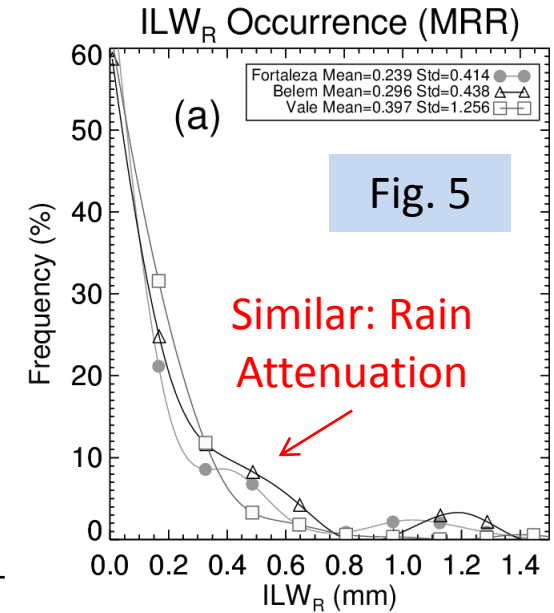 ILW_R Occurrence (MRR)
Fortaleza Mean=0.239 Std=0.414
Belem Mean=0.296 Std=0.438
Vale Mean=0.397 Std=1.256
(a)
Fig. 5
Similar: Rain
Attenuation
Frequency (%)
60
50
40
30
20
10
0
0.0 0.2 0.4 0.6 0.8 1.0 1.2 1.4
ILW_R (mm)